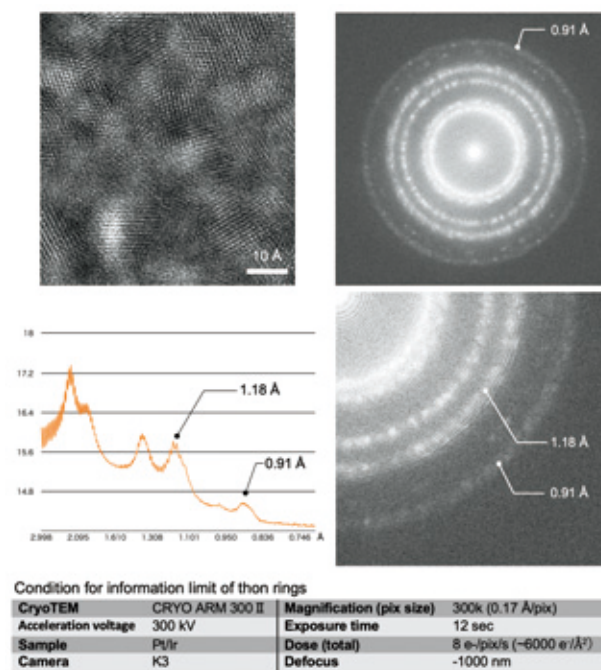 0.91 Å
10 Å
18
17.2
16.4
15.6
14.8
1.18 Å
0.91 Å
2.998 2.095 1.610 1.308 1.101 0.950 0.836 0.746 Å
1.18 Å
0.91 Å
Condition for information limit of thon rings
CryoTEM CRYO ARM 300 II Magnification (pix size) 300k (0.17 Å/pix)
Acceleration voltage 300 kV Exposure time 12 sec
Sample Pt/Ir Dose (total) 8 e-/pix/s (~6000 e-/Å²)
Camera K3 Defocus -1000 nm